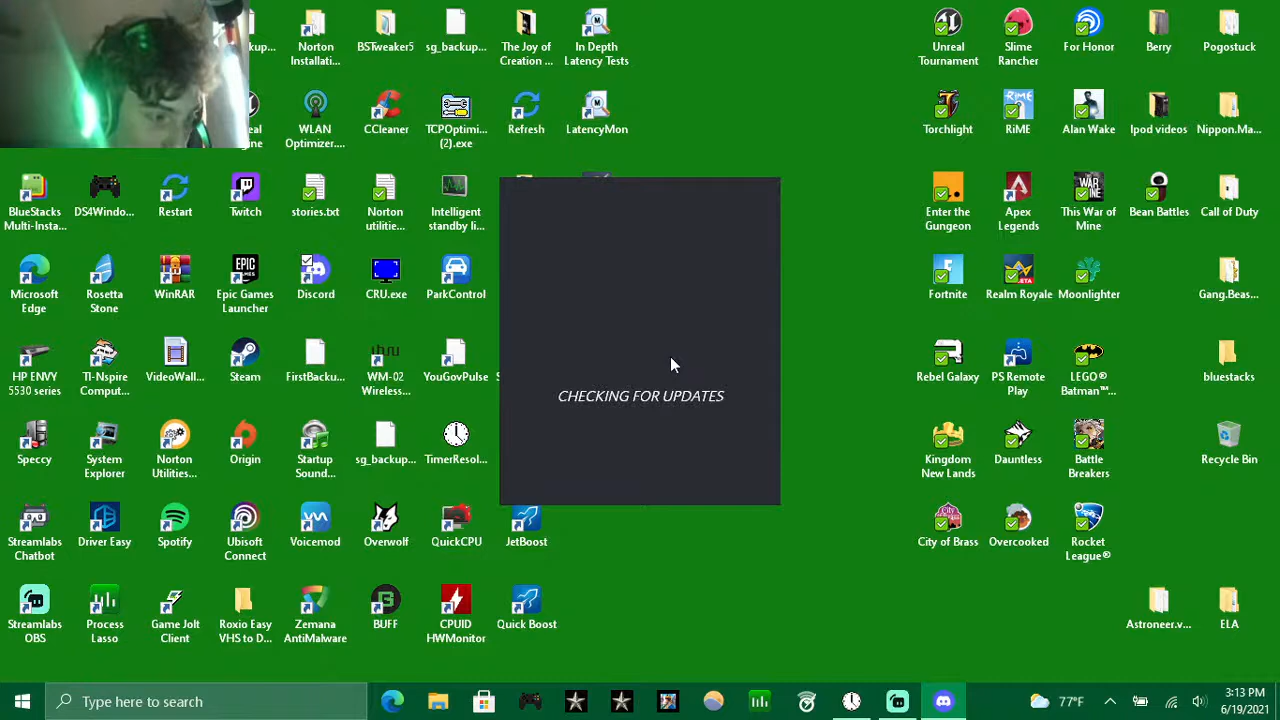 kup...
Norton
Installati...
BSTweaker5
sg_backup...
The Joy of
Creation ...
In Depth
Latency Tests
Unreal
Tournament
Slime
Rancher
For Honor
Berry
Pogostuck
WLAN
Optimizer....
CCleaner
TCPOptimi...
(2).exe
Refresh
LatencyMon
Torchlight
RiME
Alan Wake
Ipod videos
Nippon.Ma...
BlueStacks
Multi-Insta...
DS4Windo...
Restart
Twitch
stories.txt
Norton
utilitie...
Intelligent
standby li...
Enter the
Gungeon
Apex
Legends
This War of
Mine
Bean Battles
Call of Duty
Microsoft
Edge
Rosetta
Stone
WinRAR
Epic Games
Launcher
Discord
CRU.exe
ParkControl
Fortnite
Realm Royale
Moonlighter
Gang.Beas...
HP ENVY
5530 series
TI-Nspire
Comput...
VideoWall...
Steam
FirstBacku...
WM-02
Wireless...
YouGovPulse
CHECKING FOR UPDATES
Rebel Galaxy
PS Remote
Play
LEGO®
Batman™...
bluestacks
Speccy
System
Explorer
Norton
Utilities...
Origin
Startup
Sound...
sg_backup...
TimerResol...
Kingdom
New Lands
Dauntless
Battle
Breakers
Recycle Bin
Streamlabs
Chatbot
Driver Easy
Spotify
Ubisoft
Connect
Voicemod
Overwolf
QuickCPU
JetBoost
City of Brass
Overcooked
Rocket
League®
Streamlabs
OBS
Process
Lasso
Game Jolt
Client
Roxio Easy
VHS to D...
Zemana
AntiMalware
BUFF
CPUID
HWMonitor
Quick Boost
Astroneer.v...
ELA
Type here to search
77°F
3:13 PM
6/19/2021